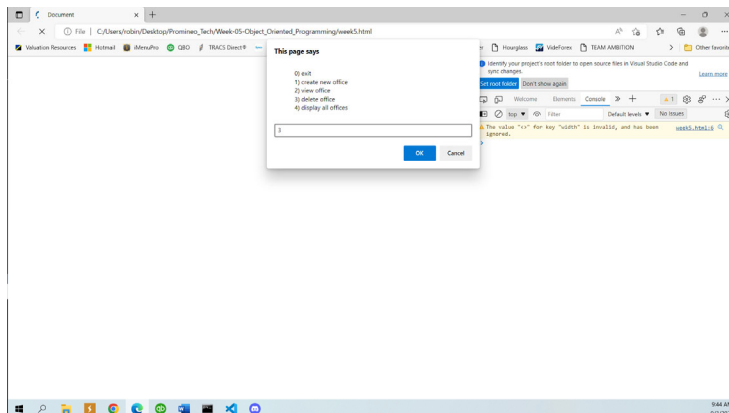 Document
File | C:/Users/robin/Desktop/Promineo_Tech/Week-05-Object_Oriented_Programming/week5.html
Valuation Resources Hotmail iMenuPro QBO TRACS Direct® Hourglass VideForex TEAM AMBITION Other favorite
This page says
0) exit
1) create new office
2) view office
3) delete office
4) display all offices
3
OK Cancel
Identify your project's root folder to open source files in Visual Studio Code and
sync changes.
Learn more
Set root folder Don't show again
Welcome Elements Console
1
top Filter Default levels No Issues
The value "<>" for key "width" is invalid, and has been week5.html:6
ignored.
9:44 AM